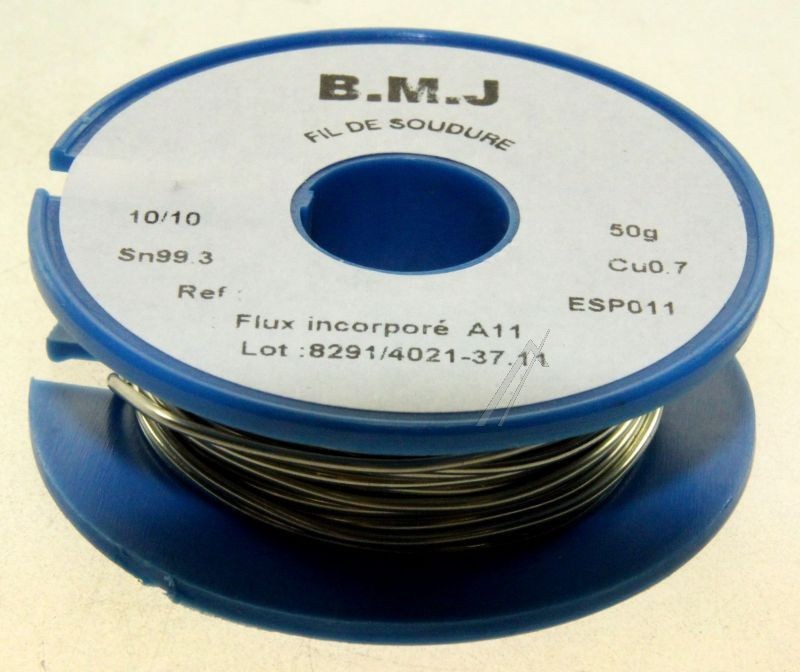 B.M.J
FIL DE SOUDURE
10/10 50g
Sn99.3 Cu0.7
Ref : ESP011
Flux incorporé A11
Lot :8291/4021-37.11